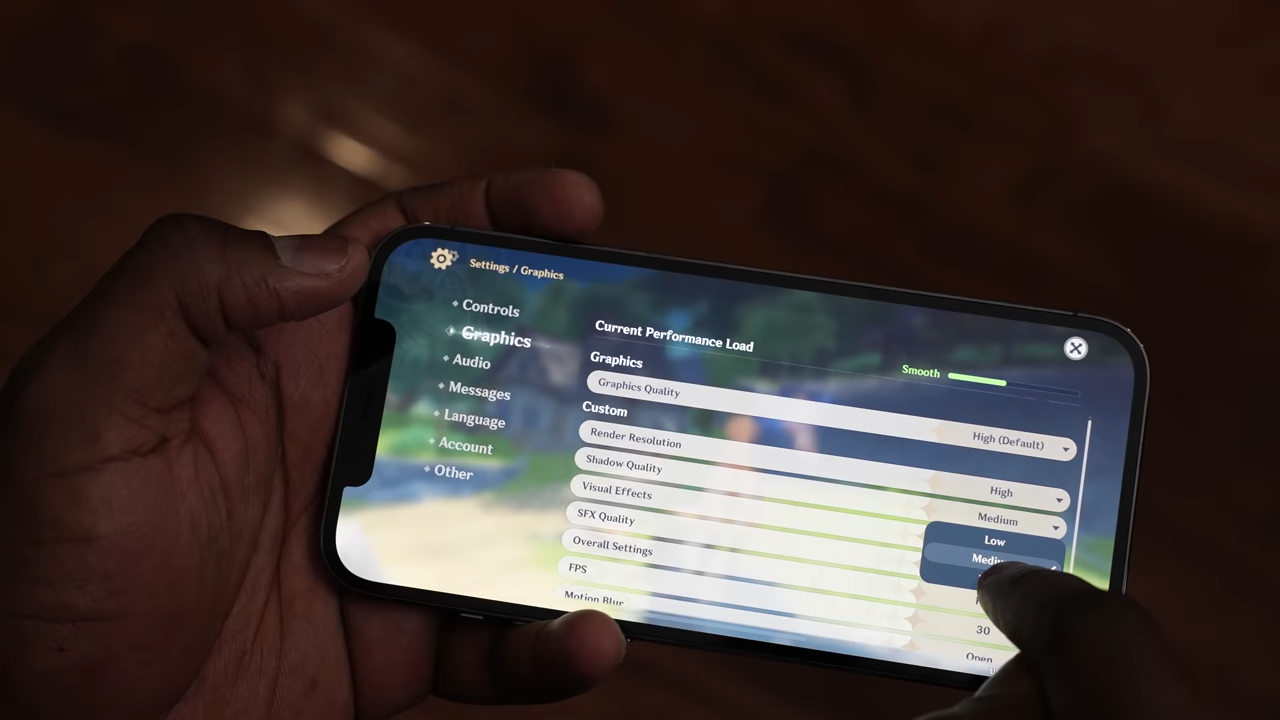 Settings / Graphics
Controls
Graphics
Audio
Messages
Language
Account
Other
Current Performance Load
Smooth
Graphics
Graphics Quality
High (Default)
Custom
Render Resolution
High
Shadow Quality
Medium
Visual Effects
Low
SFX Quality
Overall Settings
FPS
30
Motion Blur
Open